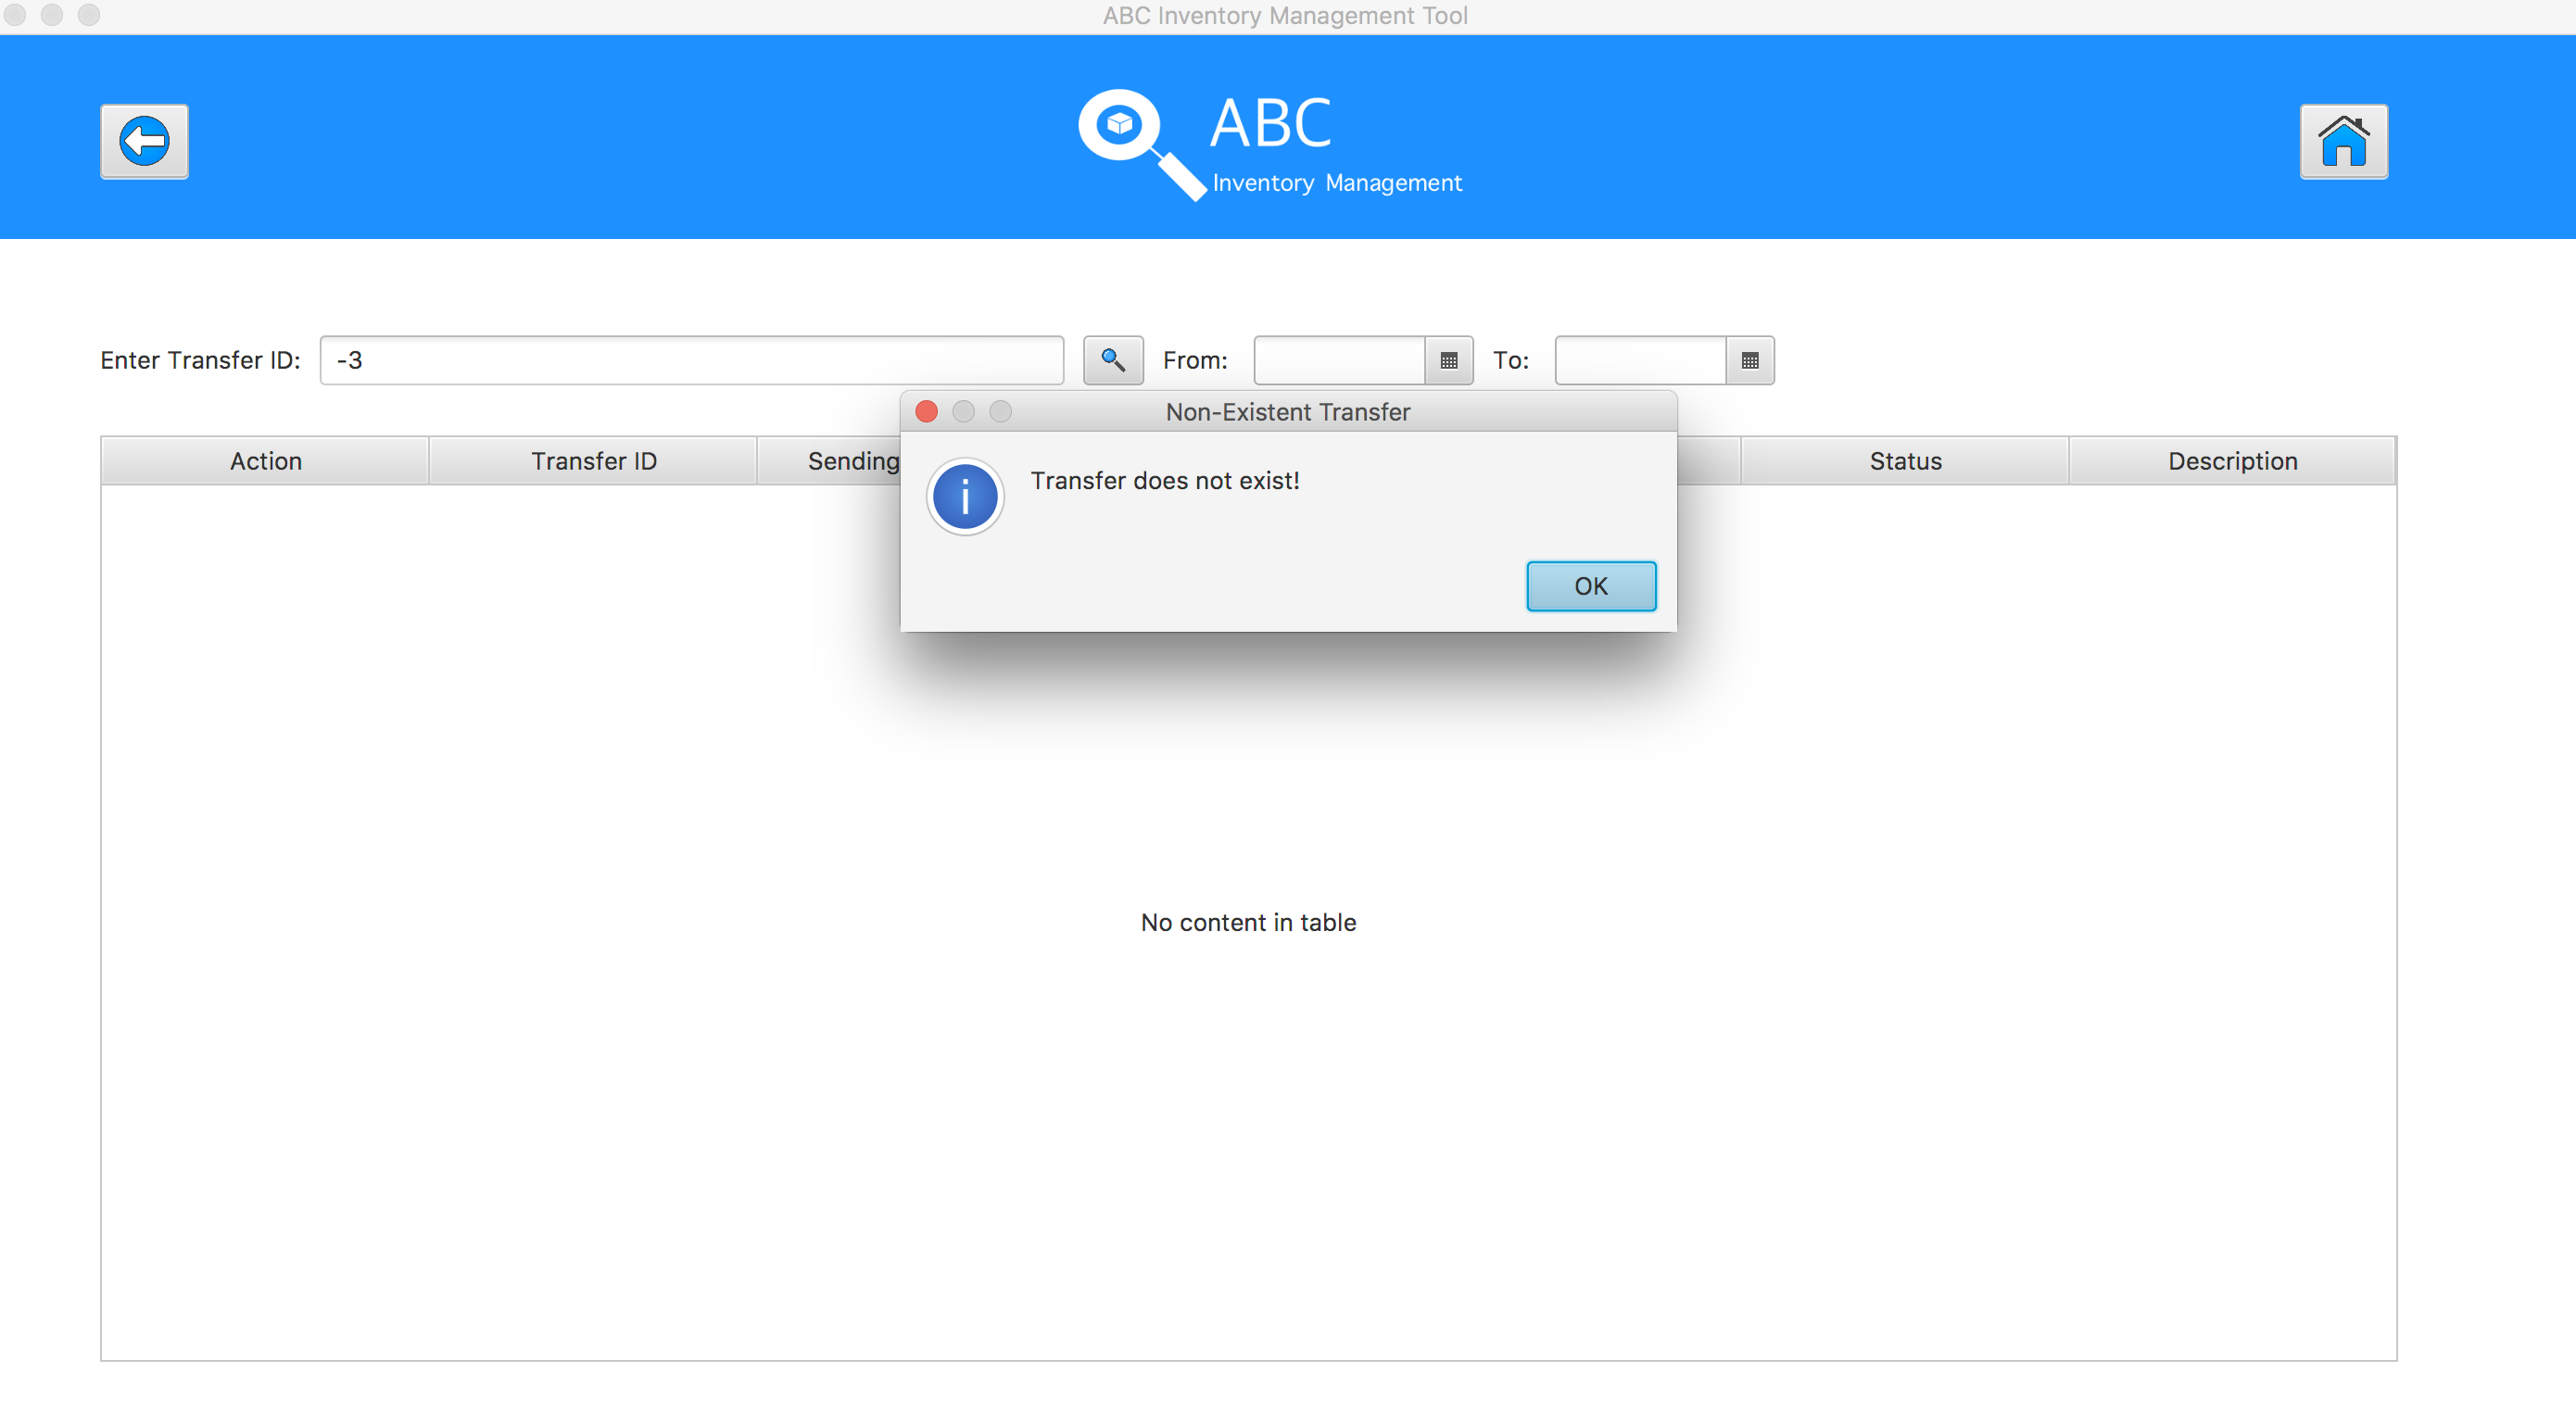 ABC Inventory Management Tool
ABC
Inventory Management
Enter Transfer ID: -3 From: To:
Non-Existent Transfer
Action Transfer ID Sending Status Description
Transfer does not exist!
OK
No content in table